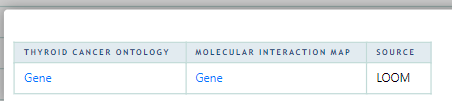 THYROID CANCER ONTOLOGY MOLECULAR INTERACTION MAP SOURCE
Gene Gene LOOM